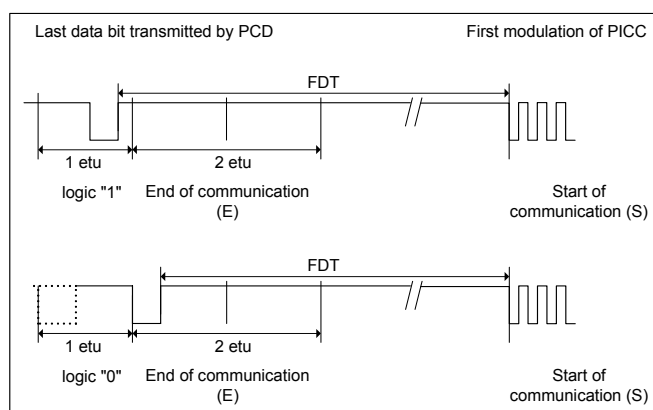 Last data bit transmitted by PCD First modulation of PICC
FDT
1 etu 2 etu
logic "1" End of communication Start of
(E) communication (S)
FDT
1 etu 2 etu
logic "0" End of communication Start of
(E) communication (S)